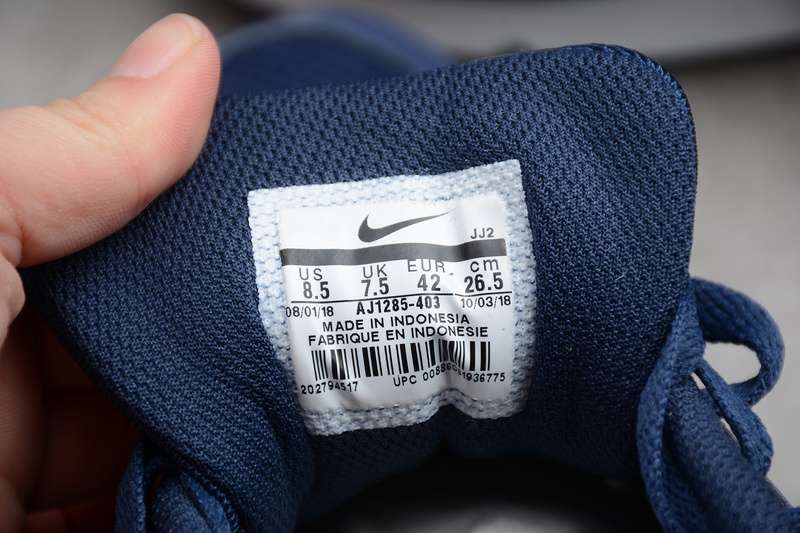 JJ2
US UK EUR cm
8.5 7.5 42 26.5
08/01/18 AJ1285-403 10/03/18
MADE IN INDONESIA
FABRIQUE EN INDONESIE
202794517 UPC